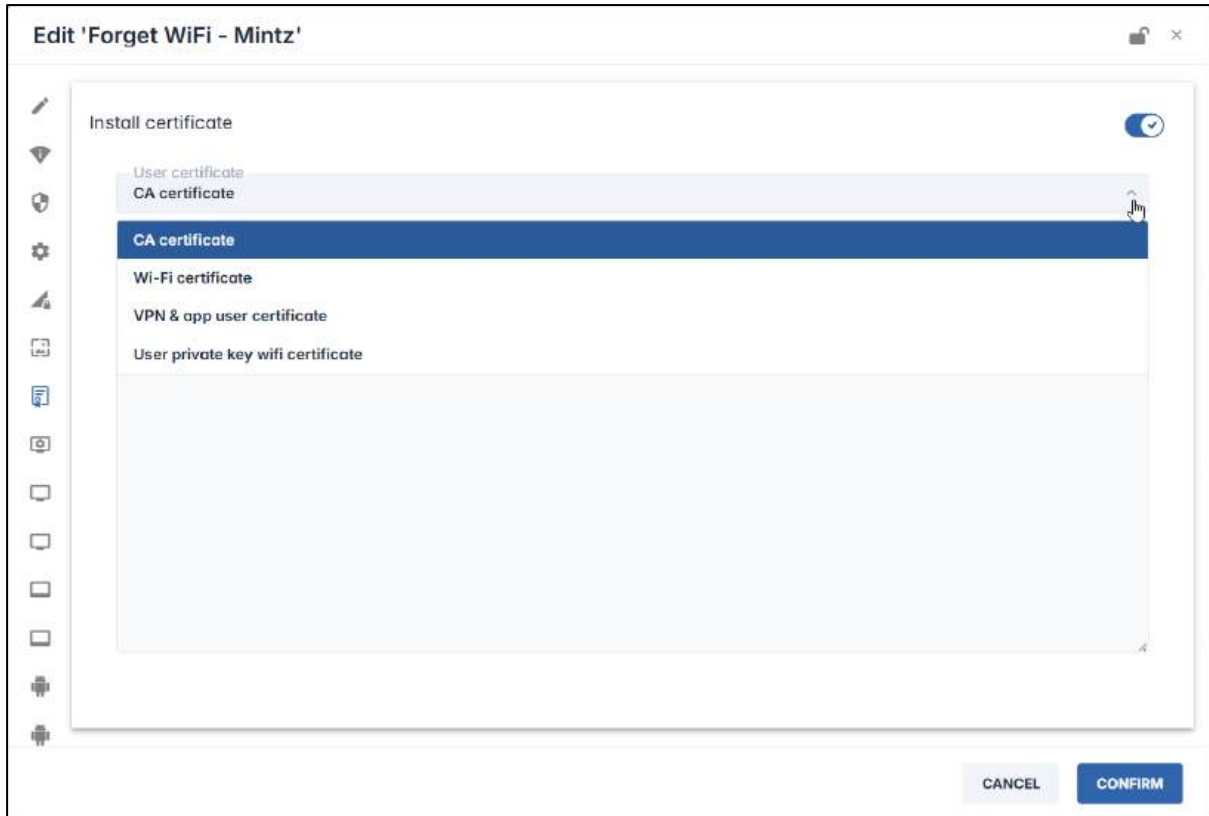 Edit 'Forget WiFi - Mintz'
Install certificate
User certificate
CA certificate
CA certificate
Wi-Fi certificate
VPN & app user certificate
User private key wifi certificate
CANCEL CONFIRM